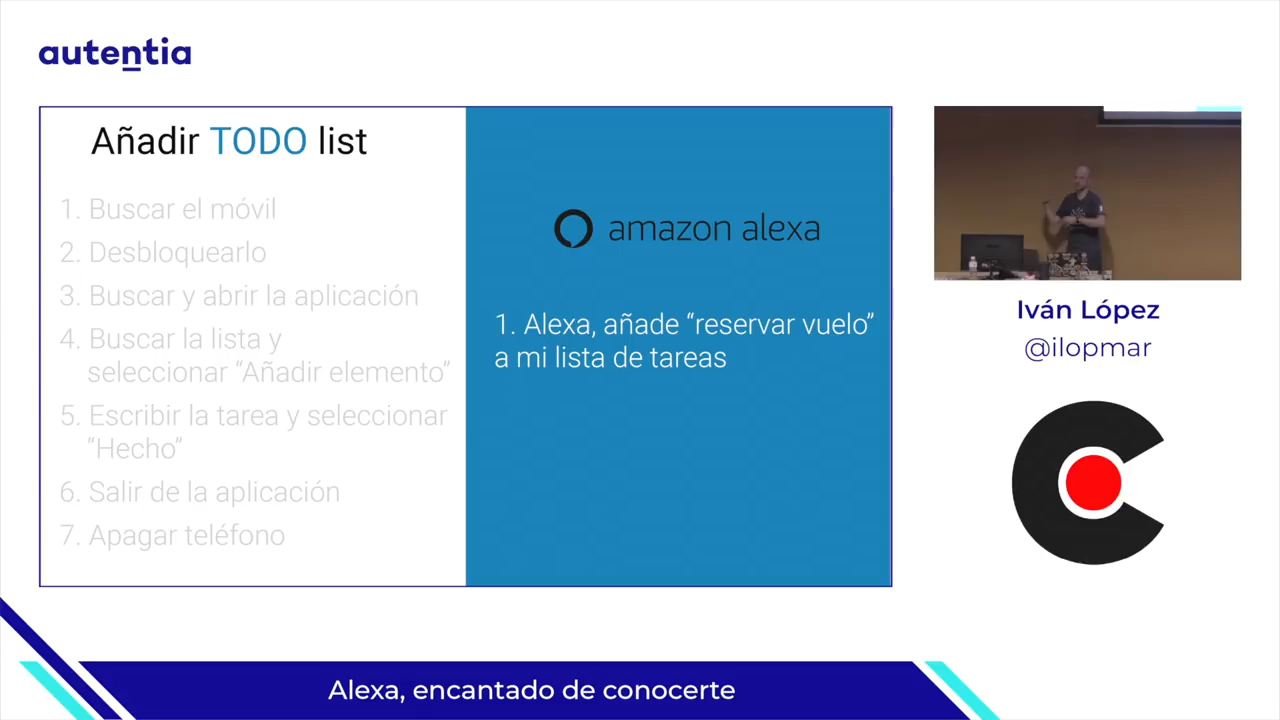 autentia
Añadir TODO list
1. Buscar el móvil
2. Desbloquearlo
3. Buscar y abrir la aplicación
4. Buscar la lista y
seleccionar “Añadir elemento”
5. Escribir la tarea y seleccionar
“Hecho”
6. Salir de la aplicación
7. Apagar teléfono
amazon alexa
1. Alexa, añade “reservar vuelo”
a mi lista de tareas
Iván López
@ilopmar
Alexa, encantado de conocerte